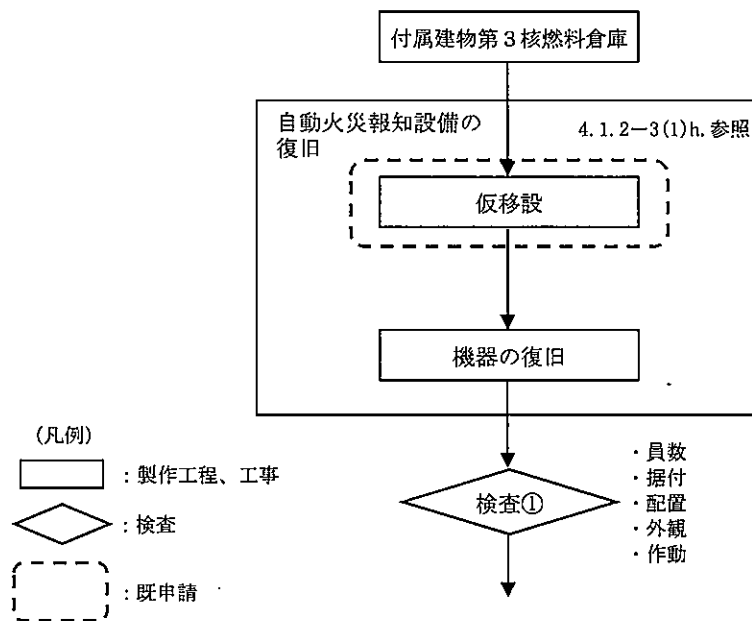 付属建物第3核燃料倉庫
自動火災報知設備の
復旧
4.1.2-3(1)h.参照
仮移設
機器の復旧
(凡例)
:製作工程、工事
:検査
:既申請
検査①
・員数
・据付
・配置
・外観
・作動